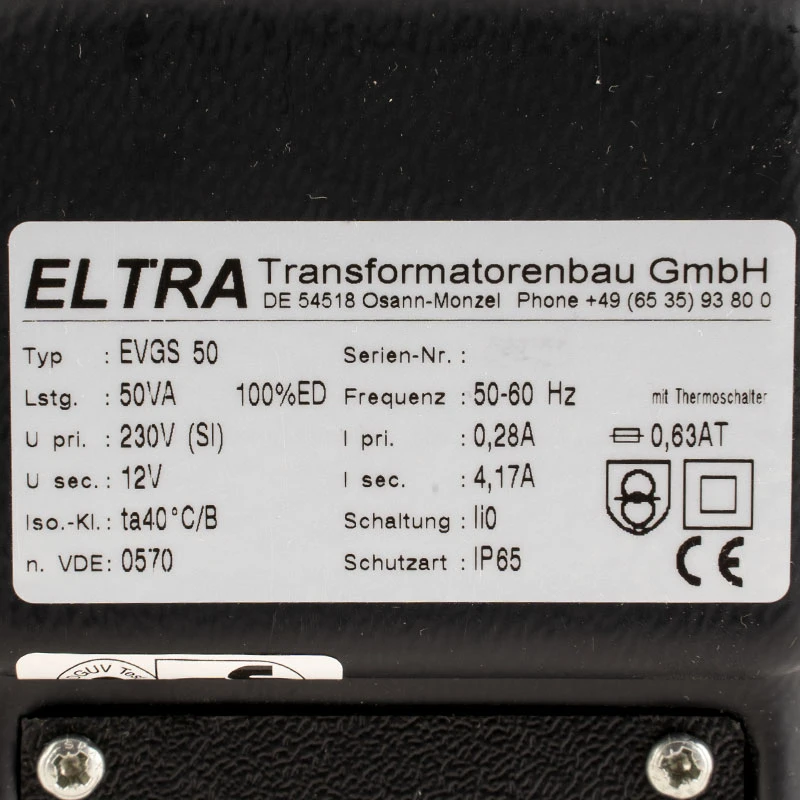 ELTRA Transformatorenbau GmbH
DE 54518 Osann-Monzel Phone +49 (65 35) 93 80 0
Typ : EVGS 50 Serien-Nr. :
Lstg. : 50VA 100%ED Frequenz : 50-60 Hz mit Thermoschalter
U pri. : 230V (SI) I pri. : 0,28A 0,63AT
U sec. : 12V I sec. : 4,17A
Iso.-Kl. : ta40°C/B Schaltung : Ii0
n. VDE : 0570 Schutzart : IP65
CE
DGUV Test